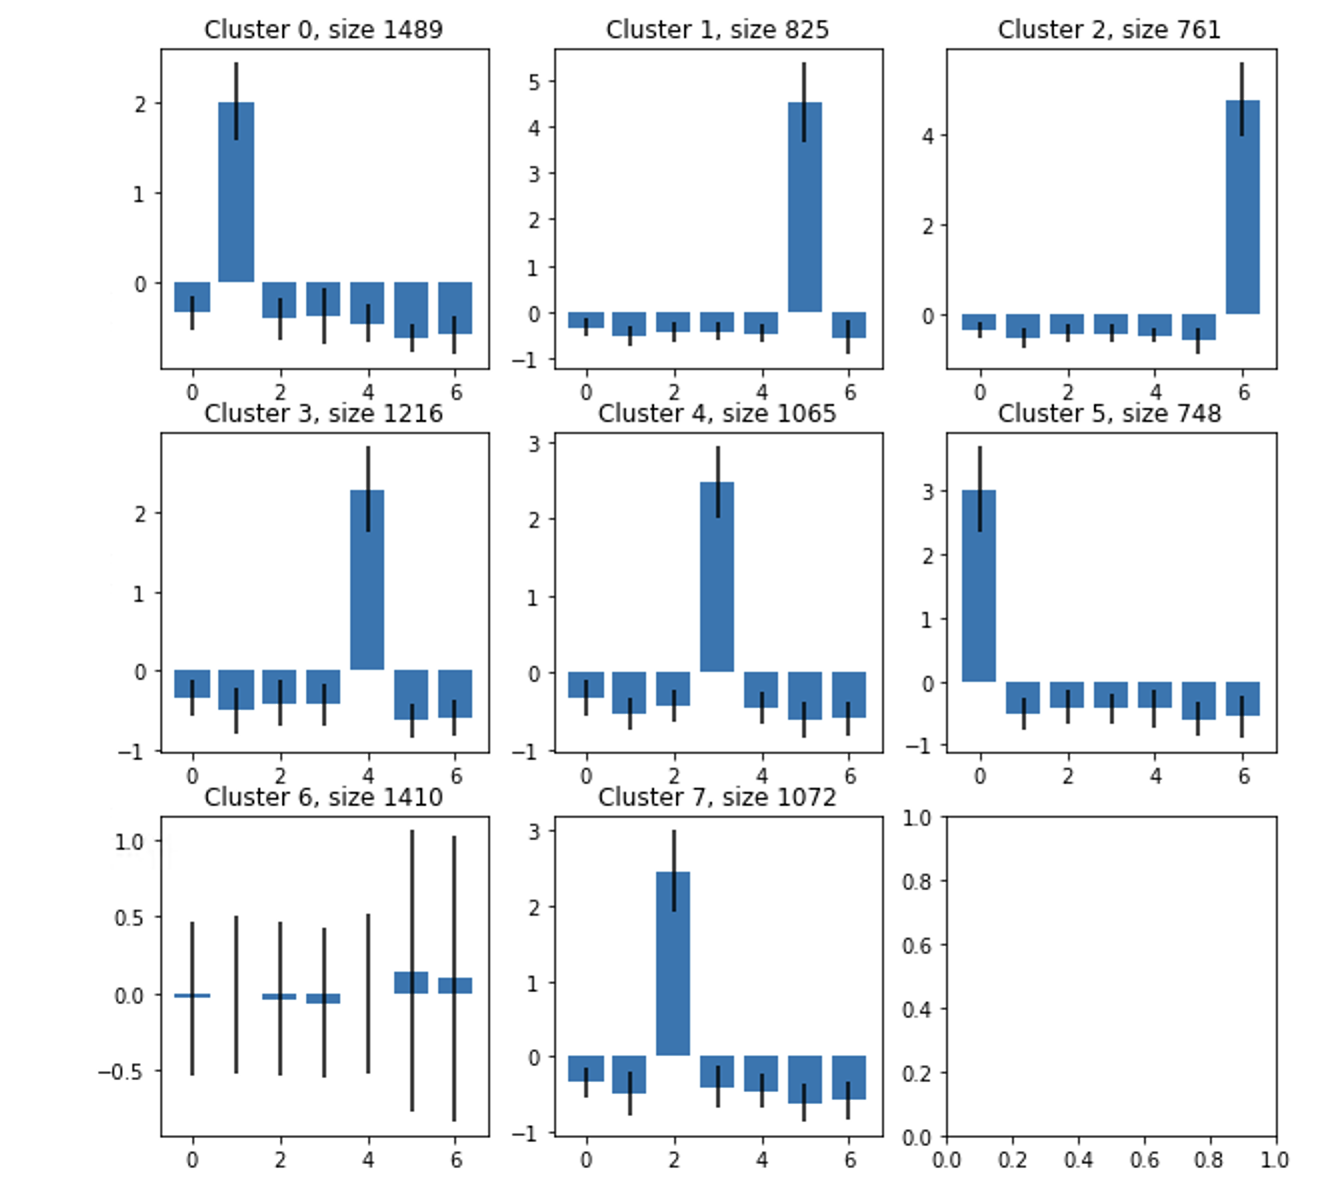 Cluster 0, size 1489
Cluster 1, size 825
Cluster 2, size 761
2
1
0
5
4
3
2
1
0
−1
4
2
0
0 2 4 6
0 2 4 6
0 2 4 6
Cluster 3, size 1216
Cluster 4, size 1065
Cluster 5, size 748
2
1
0
−1
3
2
1
0
−1
3
2
1
0
−1
0 2 4 6
0 2 4 6
0 2 4 6
Cluster 6, size 1410
Cluster 7, size 1072
1.0
0.5
0.0
−0.5
3
2
1
0
−1
1.0
0.8
0.6
0.4
0.2
0.0
0 2 4 6
0 2 4 6
0.0 0.2 0.4 0.6 0.8 1.0